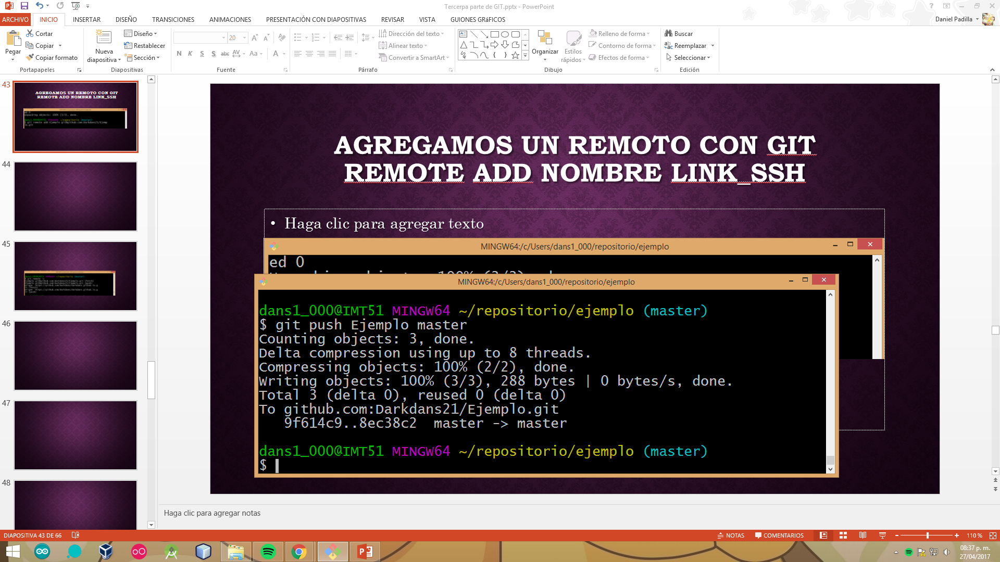 Tercerpa parte de GIT.pptx - PowerPoint
ARCHIVO INICIO INSERTAR DISEÑO TRANSICIONES ANIMACIONES PRESENTACIÓN CON DIAPOSITIVAS REVISAR VISTA GUIONES GRáFICOS
Daniel Padilla
Pegar
Cortar
Copiar
Copiar formato
Portapapeles
Nueva
diapositiva
Diseño
Restablecer
Sección
Diapositivas
20
N K S S abc AV Aa A
Fuente
Párrafo
Dirección del texto
Alinear texto
Convertir a SmartArt
Organizar
Estilos
rápidos
Relleno de forma
Contorno de forma
Efectos de forma
Dibujo
Buscar
Reemplazar
Seleccionar
Edición
43
AGREGAMOS UN REMOTO CON GIT
REMOTE ADD NOMBRE LINK_SSH
44
45
46
47
48
AGREGAMOS UN REMOTO CON GIT
REMOTE ADD NOMBRE LINK_SSH
• Haga clic para agregar texto
MINGW64:/c/Users/dans1_000/repositorio/ejemplo
ed 0
MINGW64:/c/Users/dans1_000/repositorio/ejemplo
dans1_000@IMT51 MINGW64 ~/repositorio/ejemplo (master)
$ git push Ejemplo master
Counting objects: 3, done.
Delta compression using up to 8 threads.
Compressing objects: 100% (2/2), done.
Writing objects: 100% (3/3), 288 bytes | 0 bytes/s, done.
Total 3 (delta 0), reused 0 (delta 0)
To github.com:Darkdans21/Ejemplo.git
9f614c9..8ec38c2  master -> master
dans1_000@IMT51 MINGW64 ~/repositorio/ejemplo (master)
$
Haga clic para agregar notas
DIAPOSITIVA 43 DE 66
NOTAS
COMENTARIOS
110 %
08:37 p. m.
27/04/2017